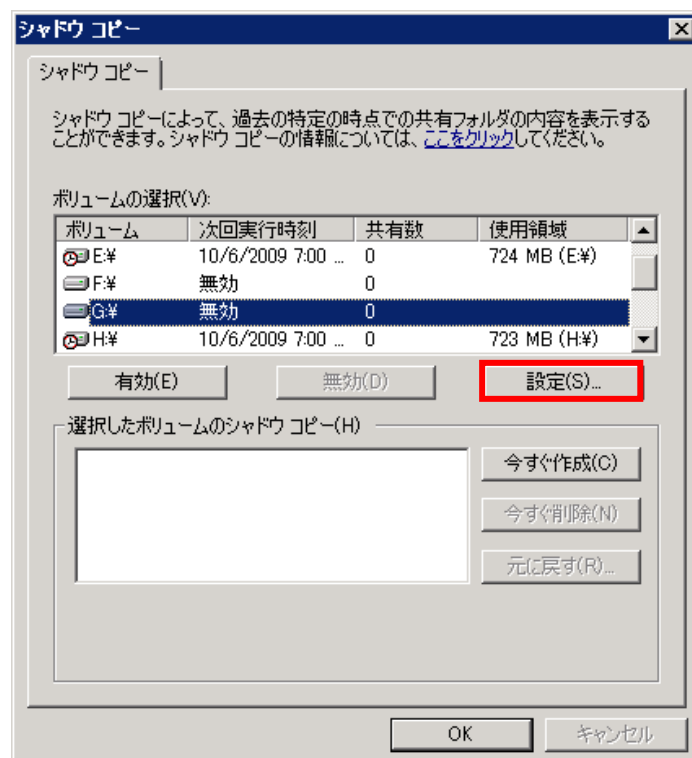 シャドウ コピー
シャドウ コピー
シャドウ コピーによって、過去の特定の時点での共有フォルダの内容を表示する
ことができます。シャドウ コピーの情報については、ここをクリックしてください。
ボリュームの選択(V):
ボリューム 次回実行時刻 共有数 使用領域
E:¥ 10/6/2009 7:00 ... 0 724 MB (E:¥)
F:¥ 無効 0
G:¥ 無効 0
H:¥ 10/6/2009 7:00 ... 0 723 MB (H:¥)
有効(E) 無効(D) 設定(S)...
選択したボリュームのシャドウ コピー(H)
今すぐ作成(C)
今すぐ削除(N)
元に戻す(R)...
OK キャンセル